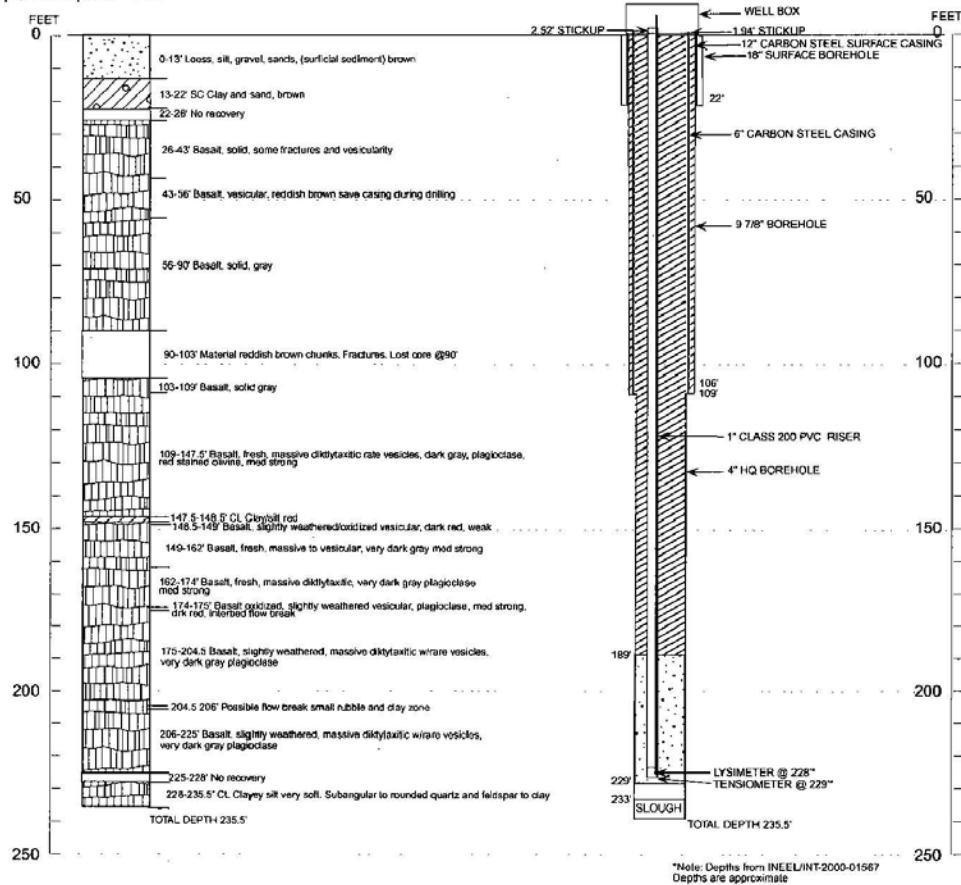 FEET
0
50
100
150
200
250
0-13' Loess, silt, gravel, sands, (surficial sediment) brown
13-22' SC Clay and sand, brown
22-26' No recovery
26-43' Basalt, solid, some fractures and vesicularity
43-56' Basalt, vesicular, reddish brown save casing during drilling
56-90' Basalt, solid, gray
90-103' Material reddish brown chunks. Fractures. Lost core @90'
103-109' Basalt, solid gray
109-147.5' Basalt, fresh, massive diktlytaxitic rate vesicles, dark gray, plagioclase,
red stained olivine, med strong
147.5-148.5' CL Clay/silt red
148.5-149' Basalt, slightly weathered/oxidized vesicular, dark red, weak
149-162' Basalt, fresh, massive to vesicular, very dark gray med strong
162-174' Basalt, fresh, massive diktlytaxitic, very dark gray plagioclase
med strong
174-175' Basalt oxidized, slightly weathered vesicular, plagioclase, med strong,
drk red, interbed flow break
175-204.5 Basalt, slightly weathered, massive diktytaxitic w/rare vesicles,
very dark gray plagioclase
204.5 206' Possible flow break small rubble and clay zone
206-225' Basalt, slightly weathered, massive diktytaxitic w/rare vesicles,
very dark gray plagioclase
225-228' No recovery
228-235.5' CL Clayey silt very soft. Subangular to rounded quartz and feldspar to clay
TOTAL DEPTH 235.5'
WELL BOX
2.52" STICKUP
1.94' STICKUP
12" CARBON STEEL SURFACE CASING
18" SURFACE BOREHOLE
22"
6" CARBON STEEL CASING
9 7/8" BOREHOLE
106'
109'
1" CLASS 200 PVC RISER
4" HQ BOREHOLE
189'
LYSIMETER @ 228'*
TENSIOMETER @ 229'*
229'
233'
SLOUGH
TOTAL DEPTH 235.5'
FEET
0
50
100
150
200
250
*Note: Depths from INEEL/INT-2000-01567
Depths are approximate